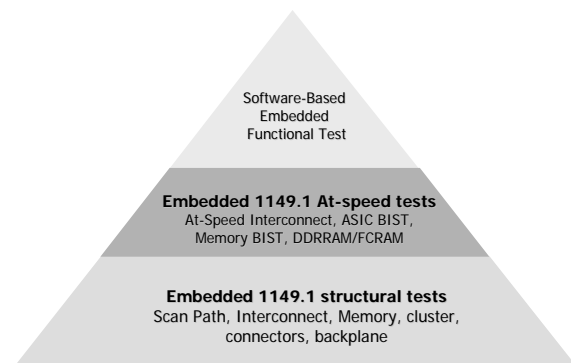 Software-Based
Embedded
Functional Test
Embedded 1149.1 At-speed tests
At-Speed Interconnect, ASIC BIST,
Memory BIST, DDRRAM/FCRAM
Embedded 1149.1 structural tests
Scan Path, Interconnect, Memory, cluster,
connectors, backplane